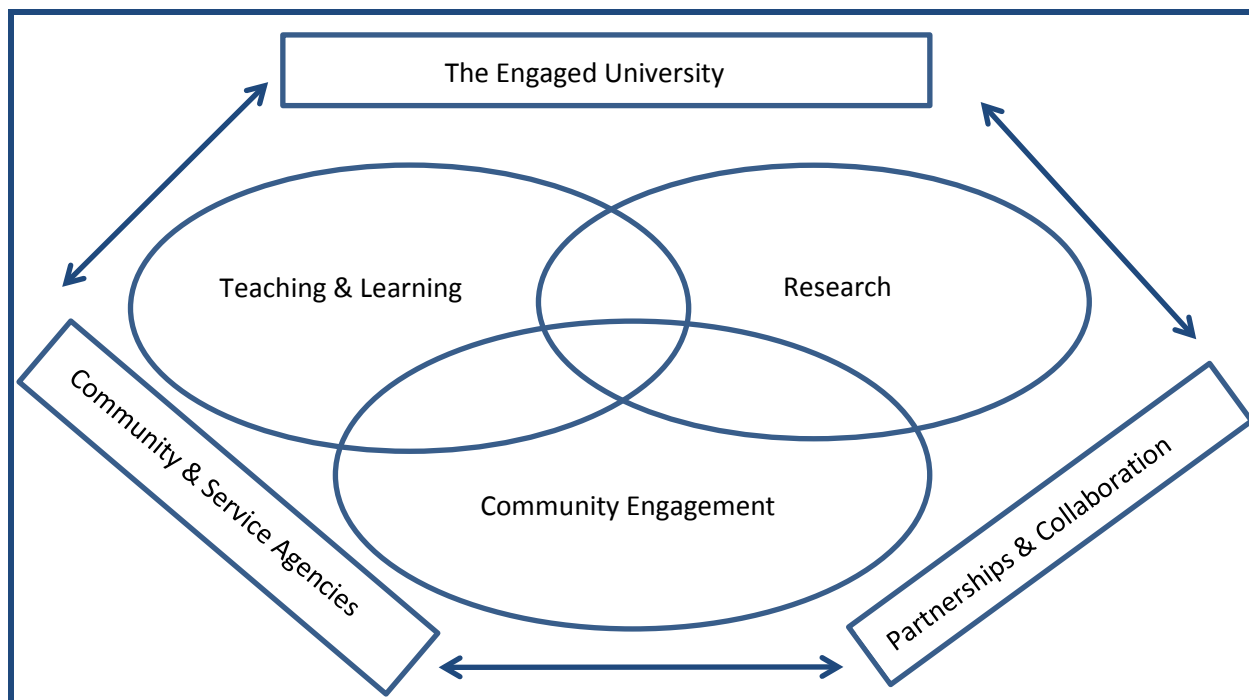 The Engaged University
Teaching & Learning
Research
Community & Service Agencies
Community Engagement
Partnerships & Collaboration